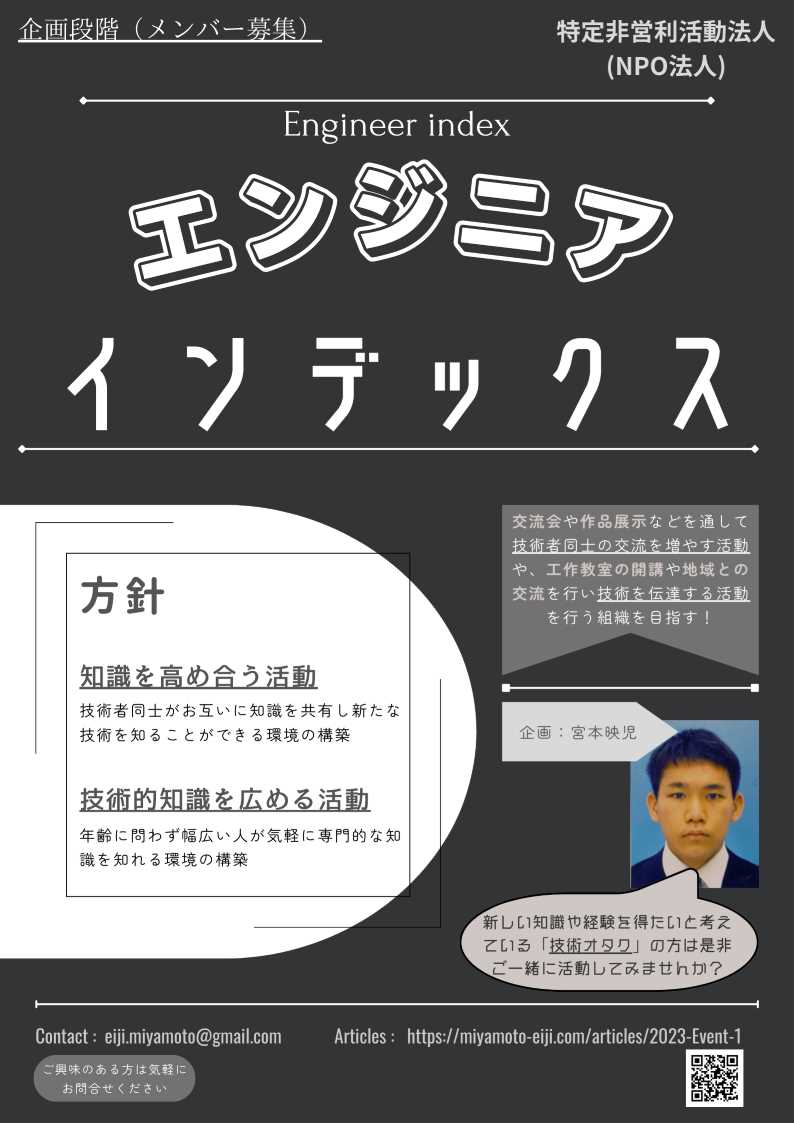 企画段階（メンバー募集）
特定非営利活動法人
(NPO法人)
Engineer index
エンジニア
インデックス
方針
知識を高め合う活動
技術者同士がお互いに知識を共有し新たな
技術を知ることができる環境の構築
技術的知識を広める活動
年齢に問わず幅広い人が気軽に専門的な知
識を知れる環境の構築
交流会や作品展示などを通して
技術者同士の交流を増やす活動
や、工作教室の開講や地域との
交流を行い技術を伝達する活動
を行う組織を目指す！
企画：宮本映児
新しい知識や経験を得たいと考え
ている「技術オタク」の方は是非
ご一緒に活動してみませんか？
Contact : eiji.miyamoto@gmail.com
Articles : https://miyamoto-eiji.com/articles/2023-Event-1
ご興味のある方は気軽に
お問合せください